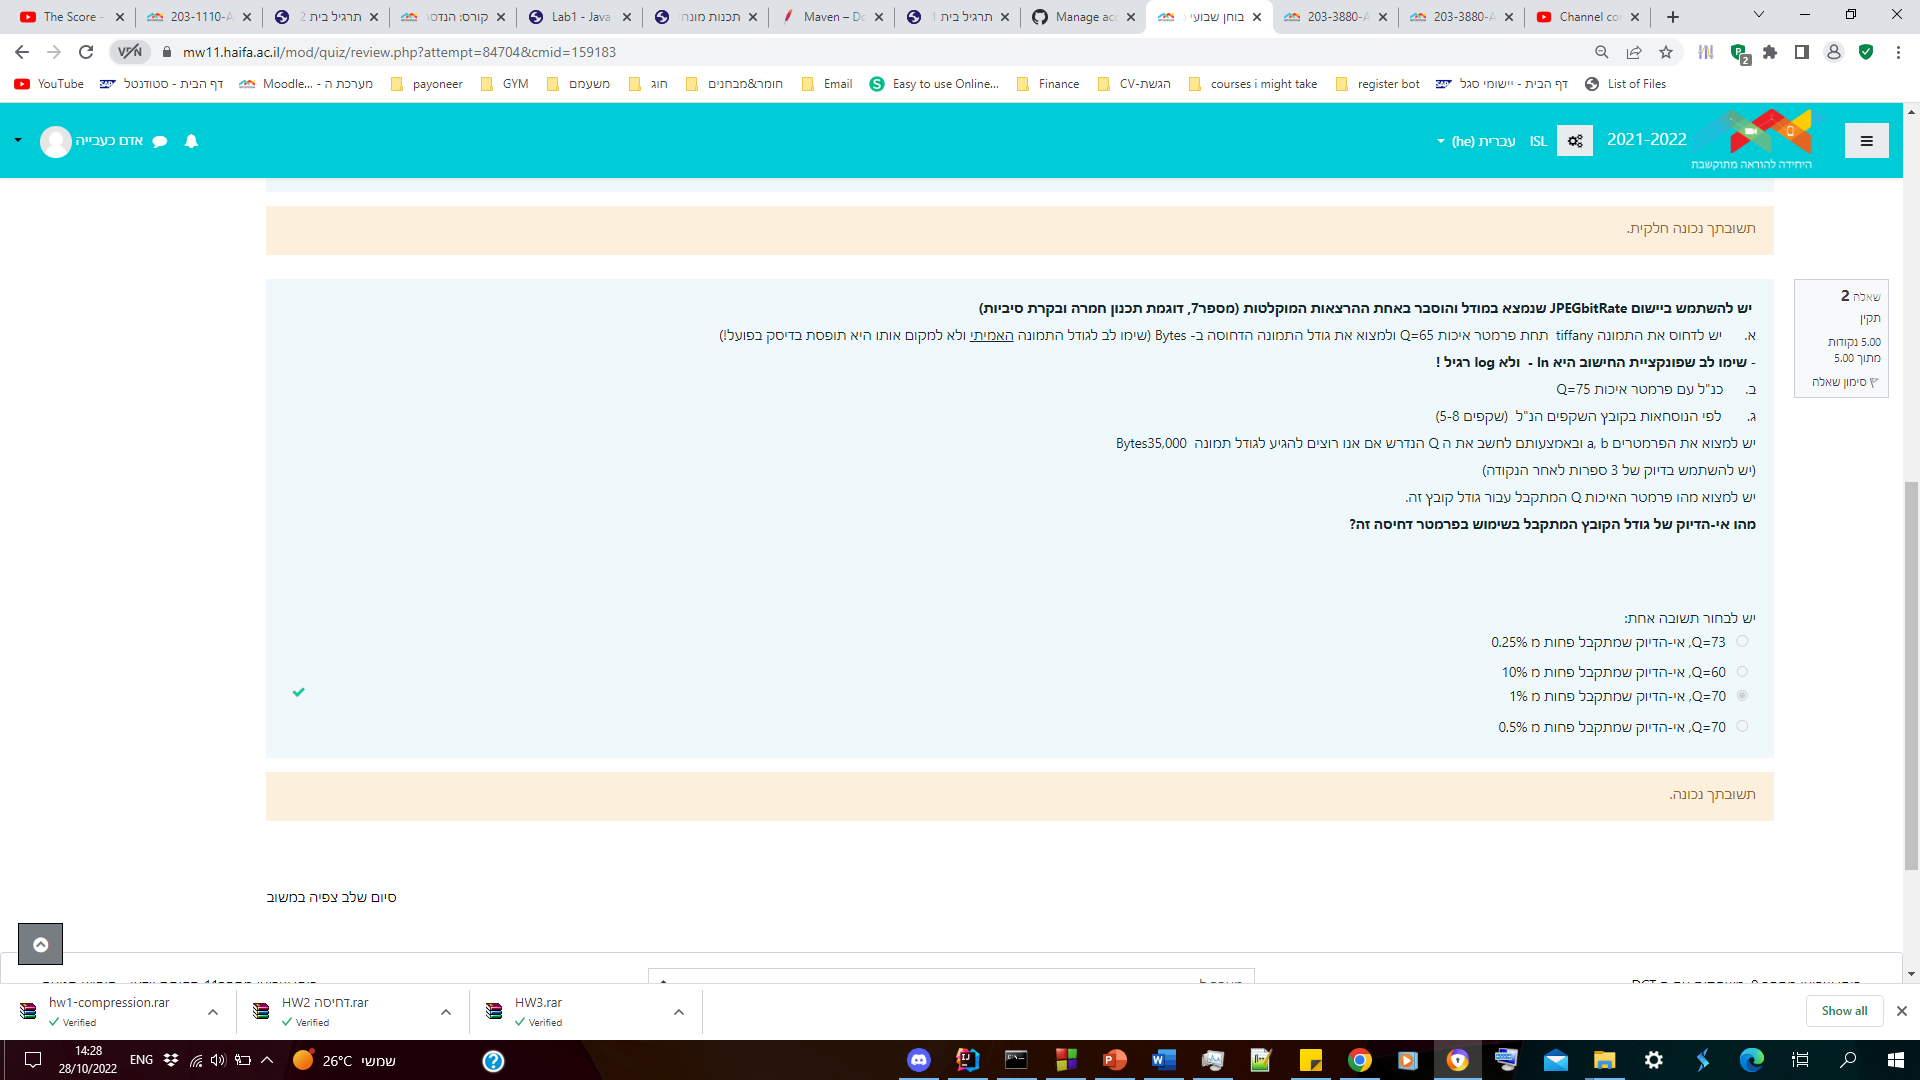 The Score -
203-1110-A
תרגיל בית 2
קורס: הנדסת
Lab1 - Java
תכנות מונחה
Maven – Do
תרגיל בית 1
Manage acc
בוחן שבועי
203-3880-A
203-3880-A
Channel co
mw11.haifa.ac.il/mod/quiz/review.php?attempt=84704&cmid=159183
YouTube
דף הבית - סטודנטל
Moodle... - מערכת ה
payoneer
GYM
משעמם
חוג
חומר&מבחנים
Email
Easy to use Online...
Finance
הגשת-CV
courses i might take
register bot
דף הבית - יישומי סגל
List of Files
2021-2022
ISL
עברית (he)
אדם כעבייה
היחידה להוראה מתוקשבת
תשובתך נכונה חלקית.
שאלה 2
תקין
5.00 נקודות
מתוך 5.00
סימון שאלה
יש להשתמש ביישום JPEGbitRate שנמצא במודל והוסבר באחת ההרצאות המוקלטות (מספר7, דוגמת תכנון חמרה ובקרת סיביות)
א. יש לדחוס את התמונה tiffany תחת פרמטר איכות Q=65 ולמצוא את גודל התמונה הדחוסה ב- Bytes (שימו לב לגודל התמונה האמיתי ולא למקום אותו היא תופסת בדיסק בפועל!)
- שימו לב שפונקציית החישוב היא ln - ולא log רגיל !
ב. כנ"ל עם פרמטר איכות Q=75
ג. לפי הנוסחאות בקובץ השקפים הנ"ל (שקפים 5-8)
יש למצוא את הפרמטרים a, b ובאמצעותם לחשב את ה Q הנדרש אם אנו רוצים להגיע לגודל תמונה Bytes35,000
(יש להשתמש בדיוק של 3 ספרות לאחר הנקודה)
יש למצוא מהו פרמטר האיכות Q המתקבל עבור גודל קובץ זה.
מהו אי-הדיוק של גודל הקובץ המתקבל בשימוש בפרמטר דחיסה זה?
יש לבחור תשובה אחת:
Q=73, אי-הדיוק שמתקבל פחות מ 0.25%
Q=60, אי-הדיוק שמתקבל פחות מ 10%
Q=70, אי-הדיוק שמתקבל פחות מ 1%
Q=70, אי-הדיוק שמתקבל פחות מ 0.5%
תשובתך נכונה.
סיום שלב צפיה במשוב
hw1-compression.rar
Verified
HW2 דחיסה.rar
Verified
HW3.rar
Verified
Show all
14:28
28/10/2022
ENG
26°C שמשי